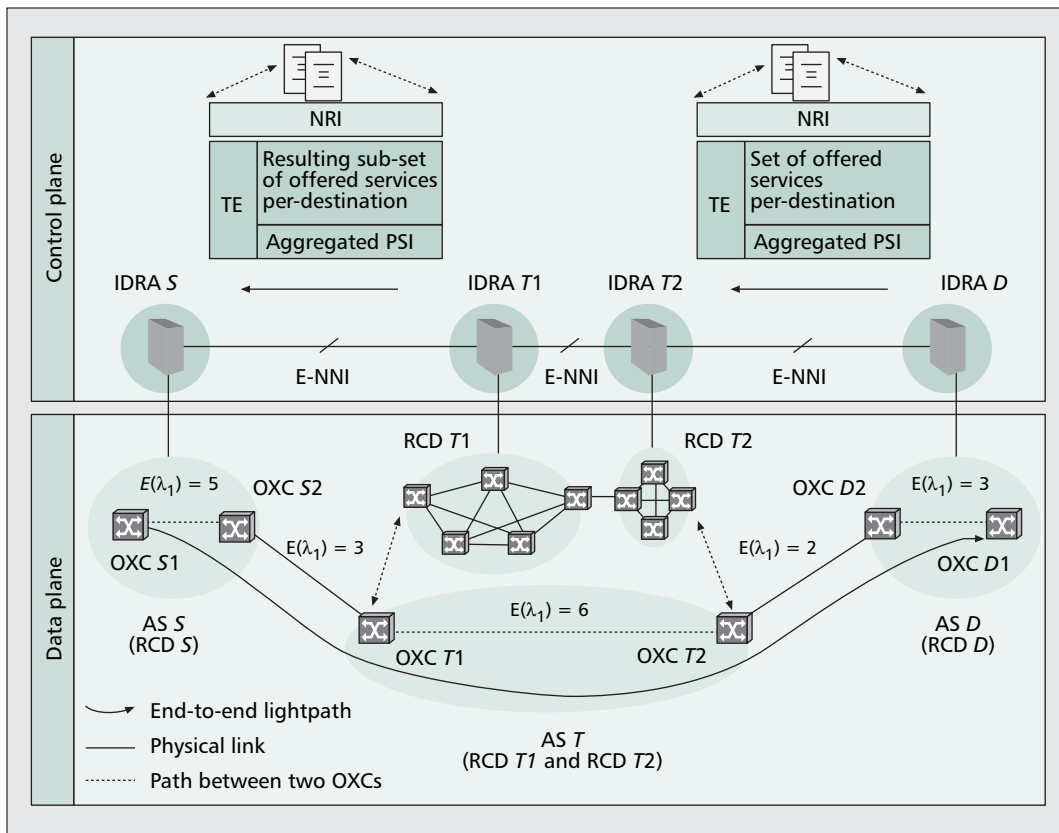 Control plane
NRI
TE
Resulting sub-set
of offered services
per-destination
Aggregated PSI
NRI
TE
Set of offered
services
per-destination
Aggregated PSI
IDRA S
IDRA T1
IDRA T2
IDRA D
E-NNI
E-NNI
E-NNI
Data plane
RCD T1
RCD T2
E(λ1) = 5
OXC S2
OXC D2
E(λ1) = 3
OXC S1
E(λ1) = 3
E(λ1) = 2
OXC D1
E(λ1) = 6
AS S
(RCD S)
OXC T1
OXC T2
AS D
(RCD D)
End-to-end lightpath
Physical link
Path between two OXCs
AS T
(RCD T1 and RCD T2)